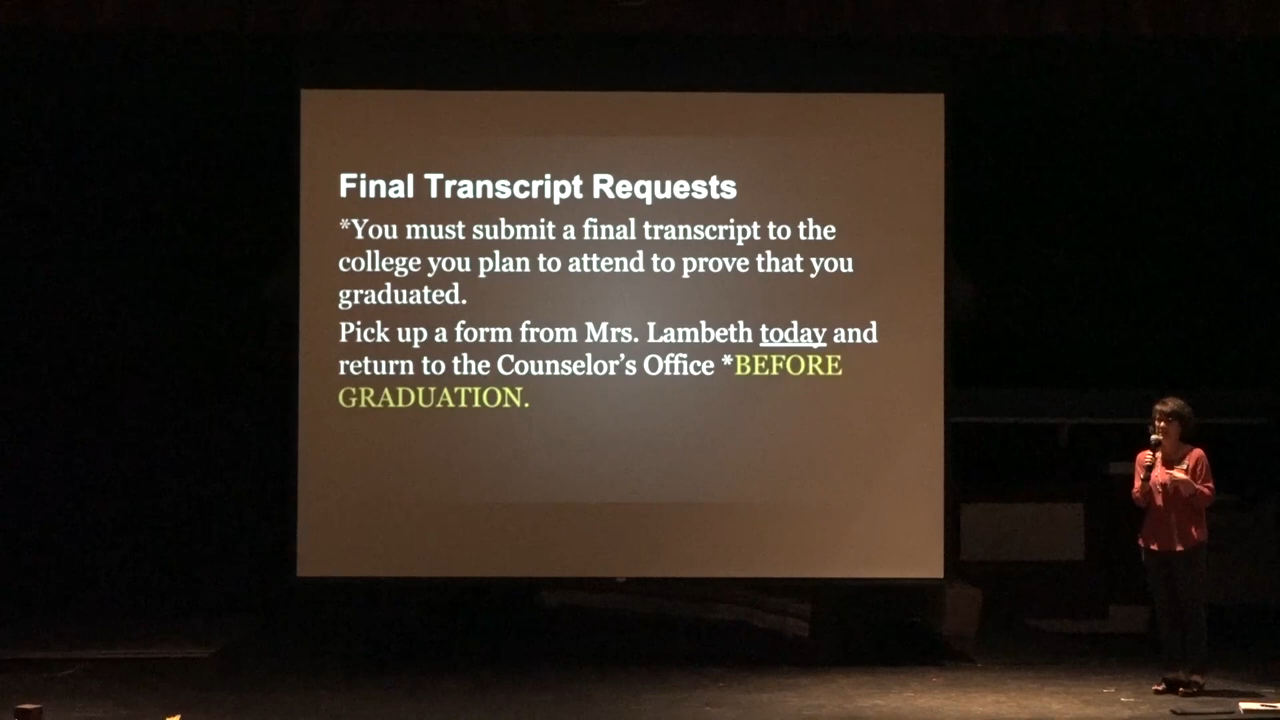 Final Transcript Requests
*You must submit a final transcript to the
college you plan to attend to prove that you
graduated.
Pick up a form from Mrs. Lambeth today and
return to the Counselor’s Office *BEFORE
GRADUATION.